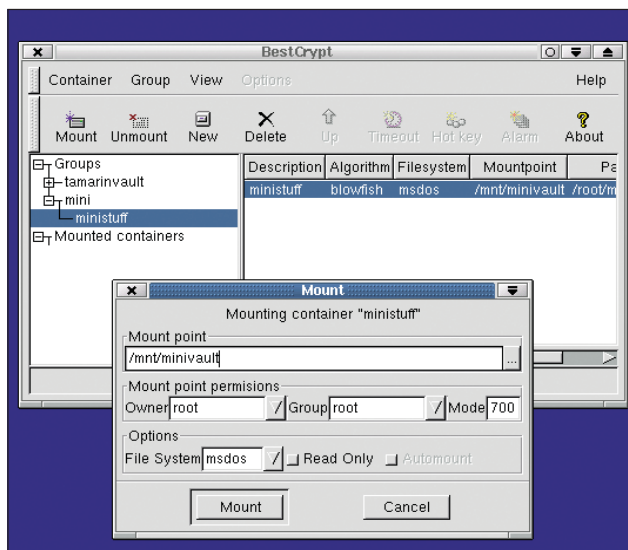 BestCrypt
Container Group View Options Help
Mount Unmount New Delete Up Timeout Hot key Alarm About
Groups
tamarinvault
mini
ministuff
Mounted containers
Description Algorithm Filesystem Mountpoint Pa
ministuff blowfish msdos /mnt/minivault /root/m
Mount
Mounting container "ministuff"
Mount point
/mnt/minivault ...
Mount point permisions
Owner root Group root Mode 700
Options
File System msdos Read Only Automount
Mount Cancel